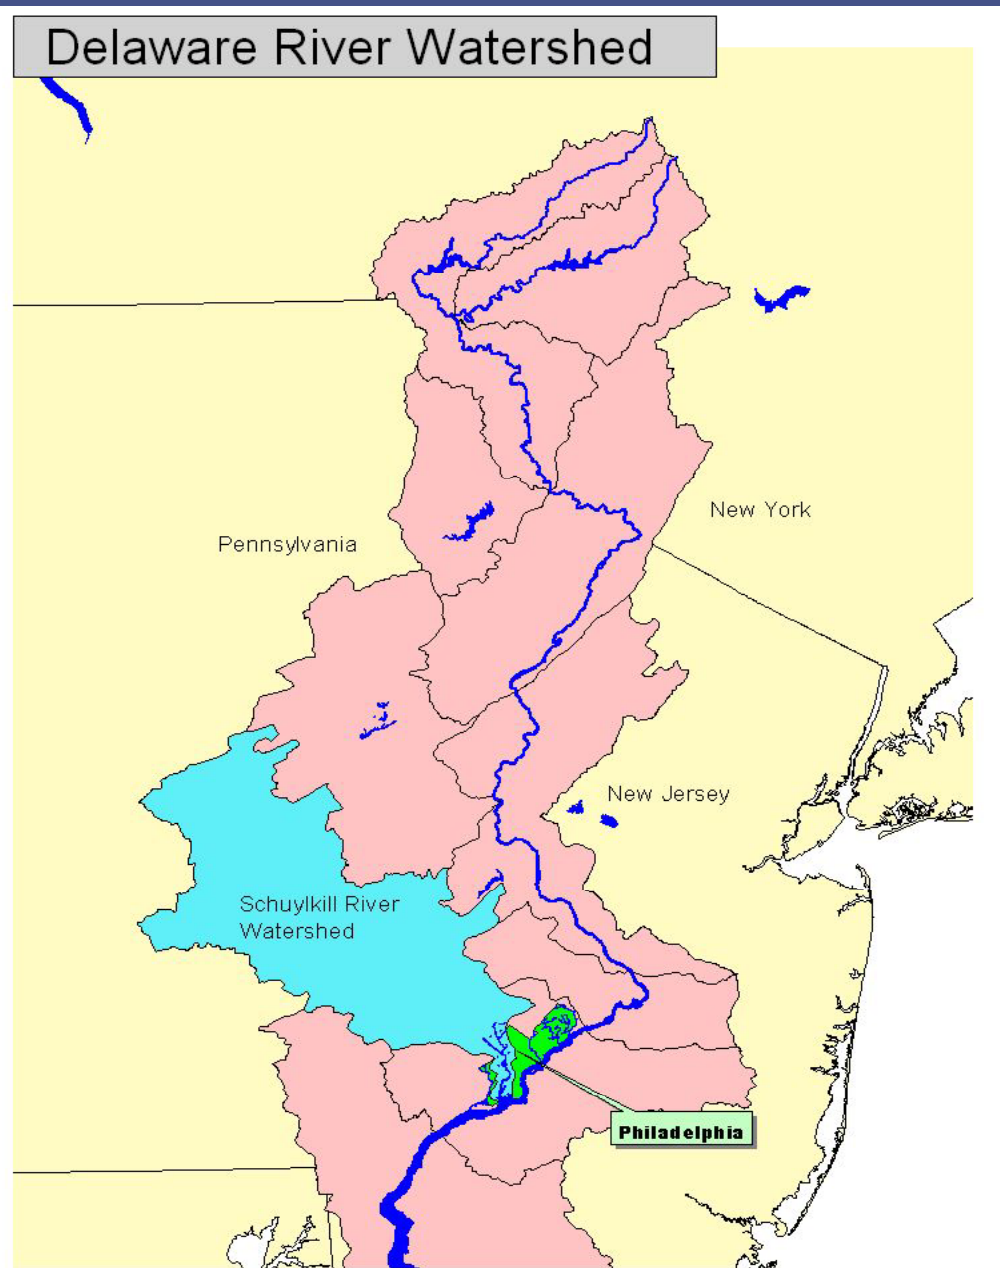 Delaware River Watershed
New York
Pennsylvania
New Jersey
Schuylkill River
Watershed
Philadelphia